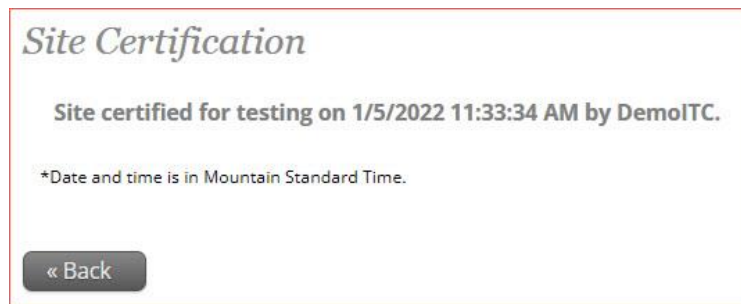 Site Certification
Site certified for testing on 1/5/2022 11:33:34 AM by DemoITC.
*Date and time is in Mountain Standard Time.
« Back